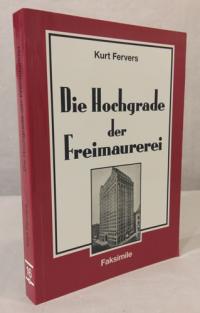 Kurt Fervers
Die Hochgrade
der
Freimaurerei
Faksimile